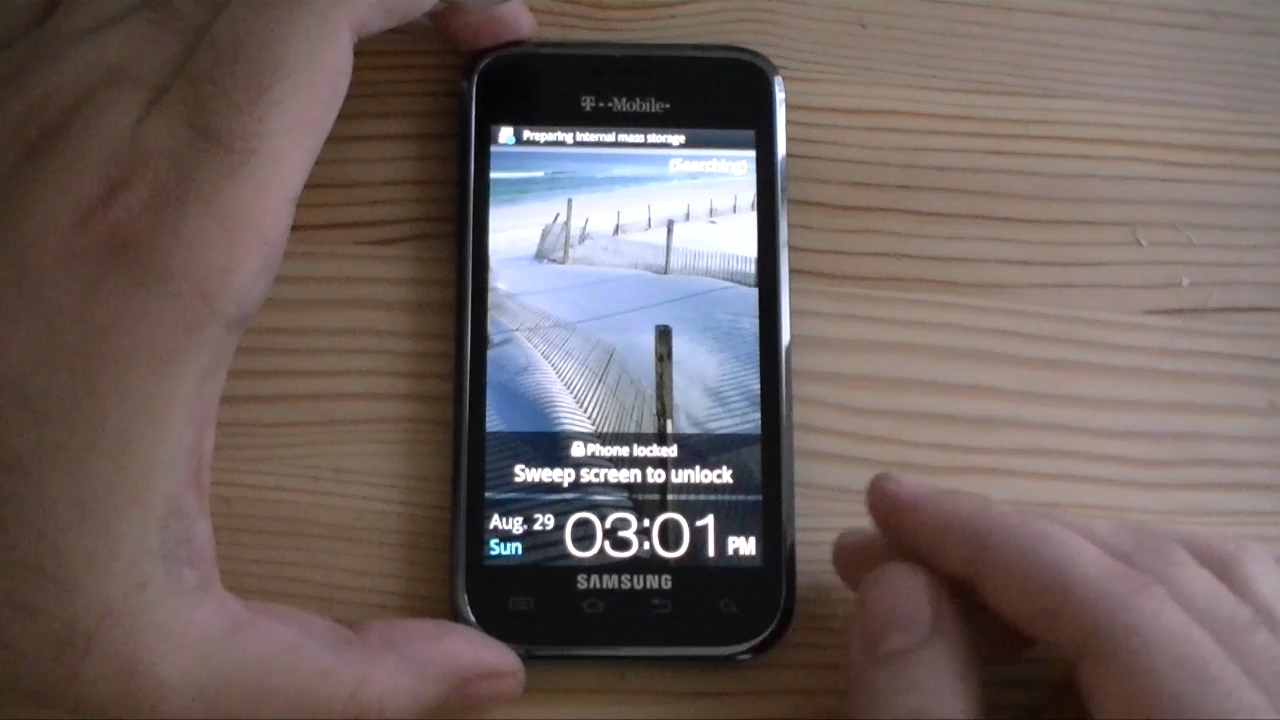 T-Mobile
Preparing internal mass storage
(Searching)
Phone locked
Sweep screen to unlock
Aug. 29
Sun
03:01 PM
SAMSUNG